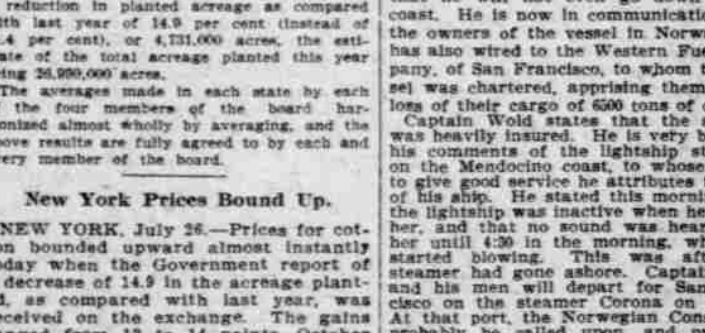 reduction in planted acreage as compared
with last year of 14.9 per cent (instead of
.4 per cent), or 4,731,000 acres, the esti-
ate of the total acreage planted this year
ing 26,999,000 acres.
The averages made in each state by each
the four members of the board har-
onized almost wholly by averaging, and the
ove results are fully agreed to by each and
ery member of the board.
New York Prices Bound Up.
NEW YORK, July 26.—Prices for cot-
on bounded upward almost instantly
oday when the Government report of
decrease of 14.9 in the acreage plant-
d, as compared with last year, was
eceived on the exchange. The gains
coast. He is now in communicatio
the owners of the vessel in Norw
has also wired to the Western Fue
pany, of San Francisco, to whom t
sel was chartered, apprising them
loss of their cargo of 6500 tons of c
Captain Wold states that the s
was heavily insured. He is very b
his comments of the lightship st
on the Mendocino coast, to whose
to give good service he attributes
of his ship. He stated this morni
the lightship was inactive when he
her, and that no sound was hear
her until 4:30 in the morning, wh
started blowing. This was aft
steamer had gone ashore. Captai
and his men will depart for San
cisco on the steamer Corona on
At that port, the Norwegian Con